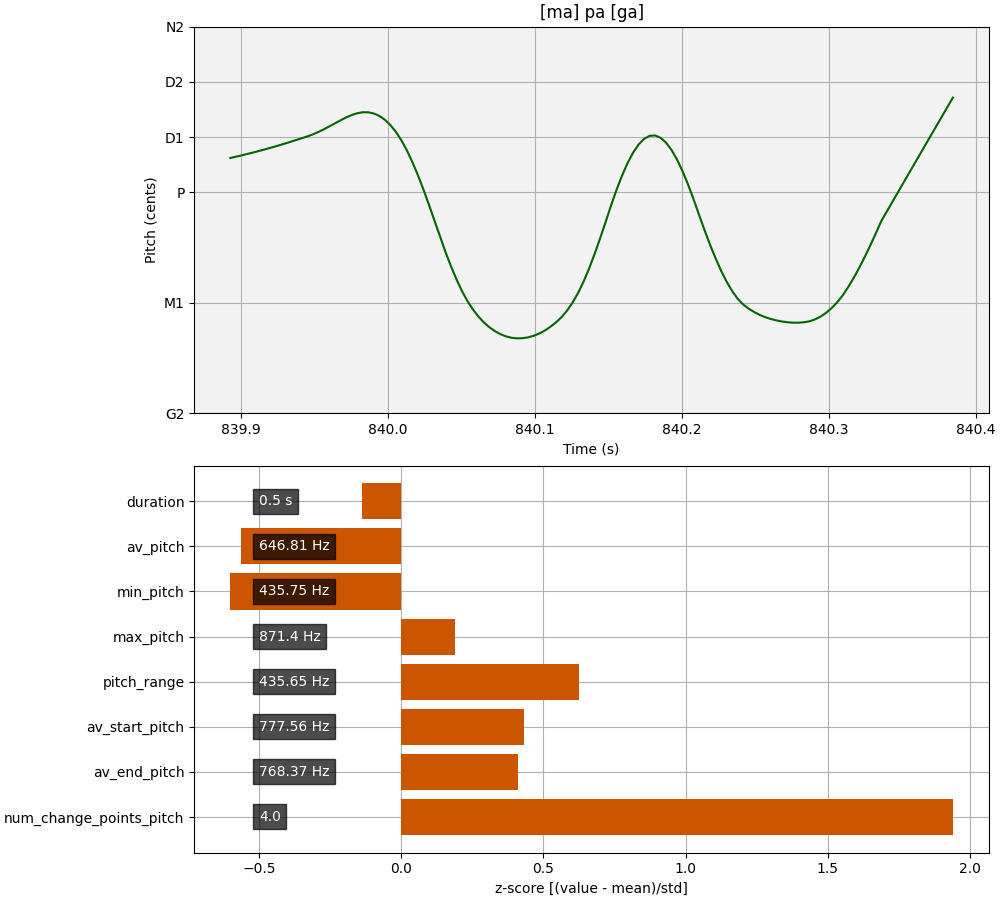 [ma] pa [ga]
N2
D2
D1
P
M1
G2
Pitch (cents)
839.9 840.0 840.1 840.2 840.3 840.4
Time (s)
duration 0.5 s
av_pitch 646.81 Hz
min_pitch 435.75 Hz
max_pitch 871.4 Hz
pitch_range 435.65 Hz
av_start_pitch 777.56 Hz
av_end_pitch 768.37 Hz
num_change_points_pitch 4.0
−0.5 0.0 0.5 1.0 1.5 2.0
z-score [(value - mean)/std]